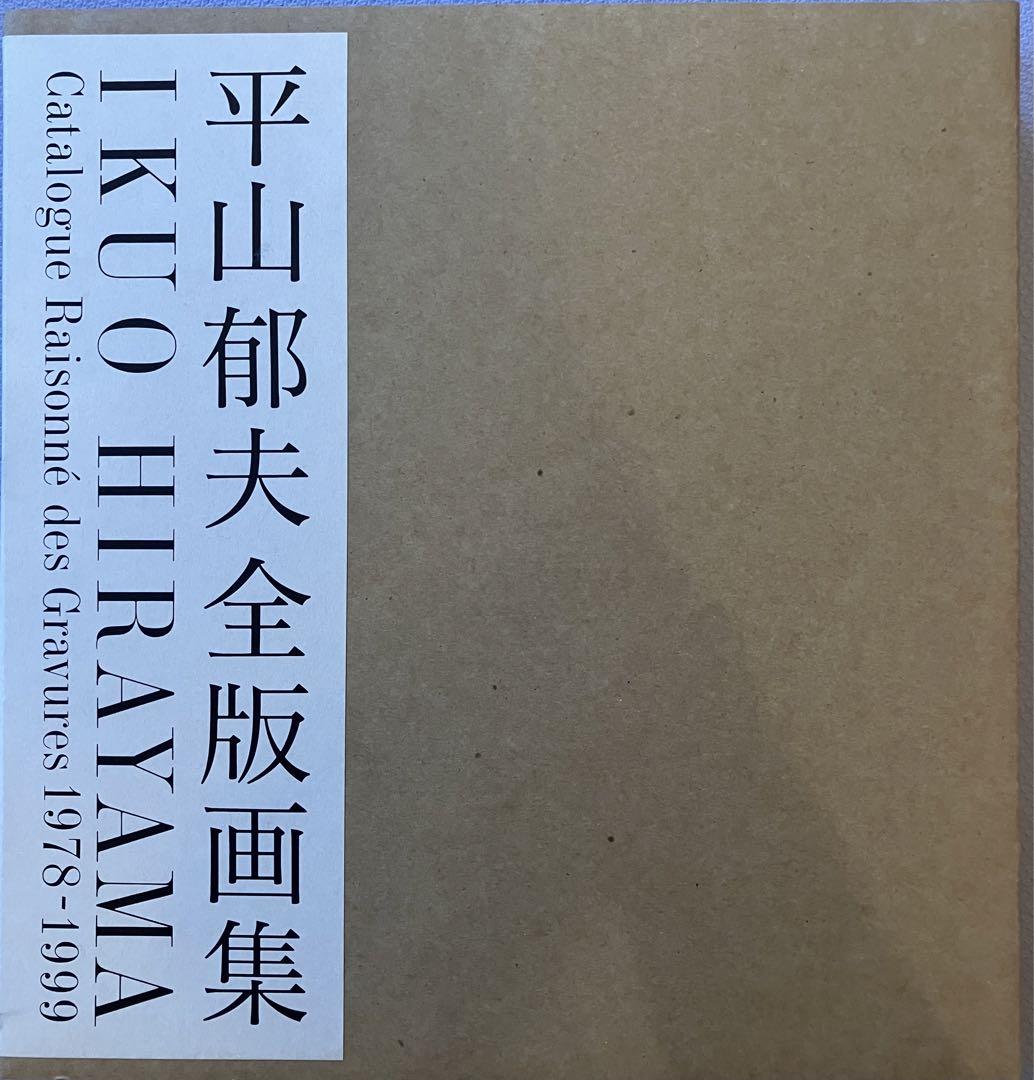 平山郁夫全版画集
IKUO HIRAYAMA
Catalogue Raisonné des Gravures 1978-1999